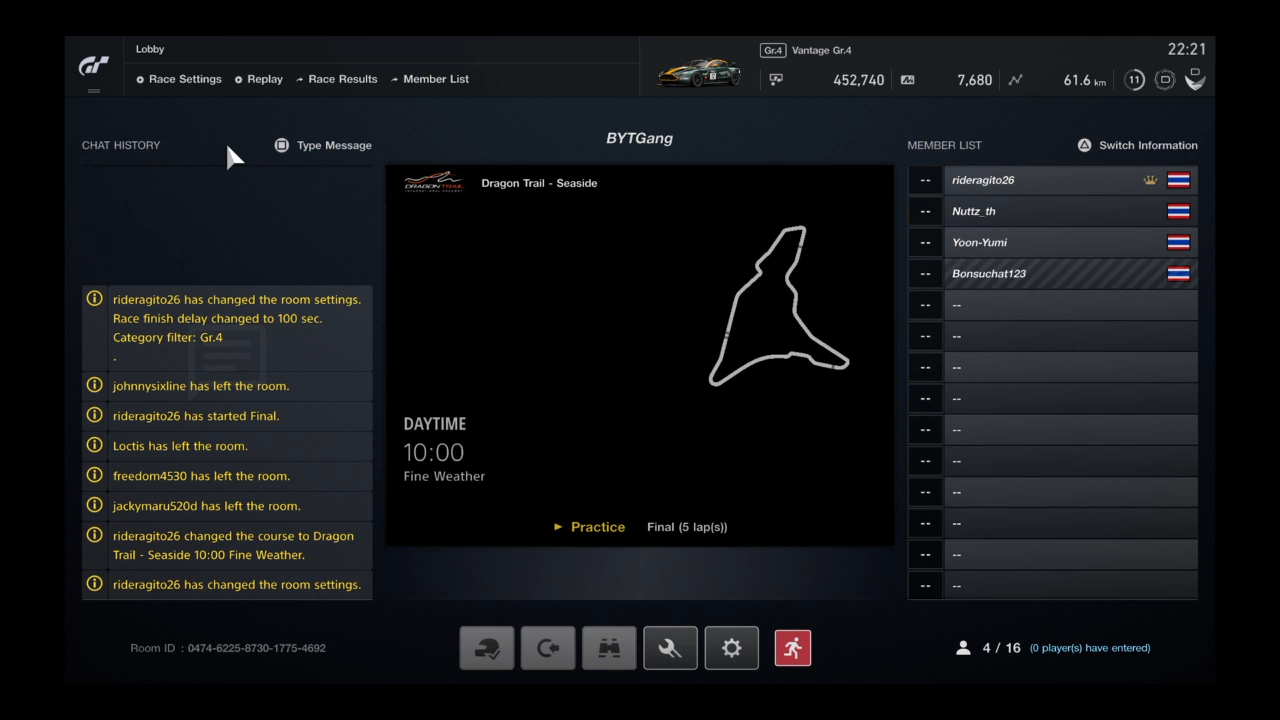 Lobby
Race Settings Replay Race Results Member List
Gr.4 Vantage Gr.4
22:21
452,740 7,680 61.6 km 11
CHAT HISTORY Type Message
rideragito26 has changed the room settings.
Race finish delay changed to 100 sec.
Category filter: Gr.4
.
johnnysixline has left the room.
rideragito26 has started Final.
Loctis has left the room.
freedom4530 has left the room.
jackymaru520d has left the room.
rideragito26 changed the course to Dragon
Trail - Seaside 10:00 Fine Weather.
rideragito26 has changed the room settings.
BYTGang
DRAGON TRAIL
Dragon Trail - Seaside
DAYTIME
10:00
Fine Weather
Practice Final (5 lap(s))
MEMBER LIST Switch Information
-- rideragito26
-- Nuttz_th
-- Yoon-Yumi
-- Bonsuchat123
-- --
-- --
-- --
-- --
-- --
-- --
-- --
-- --
-- --
-- --
Room ID : 0474-6225-8730-1775-4692
4 / 16 (0 player(s) have entered)